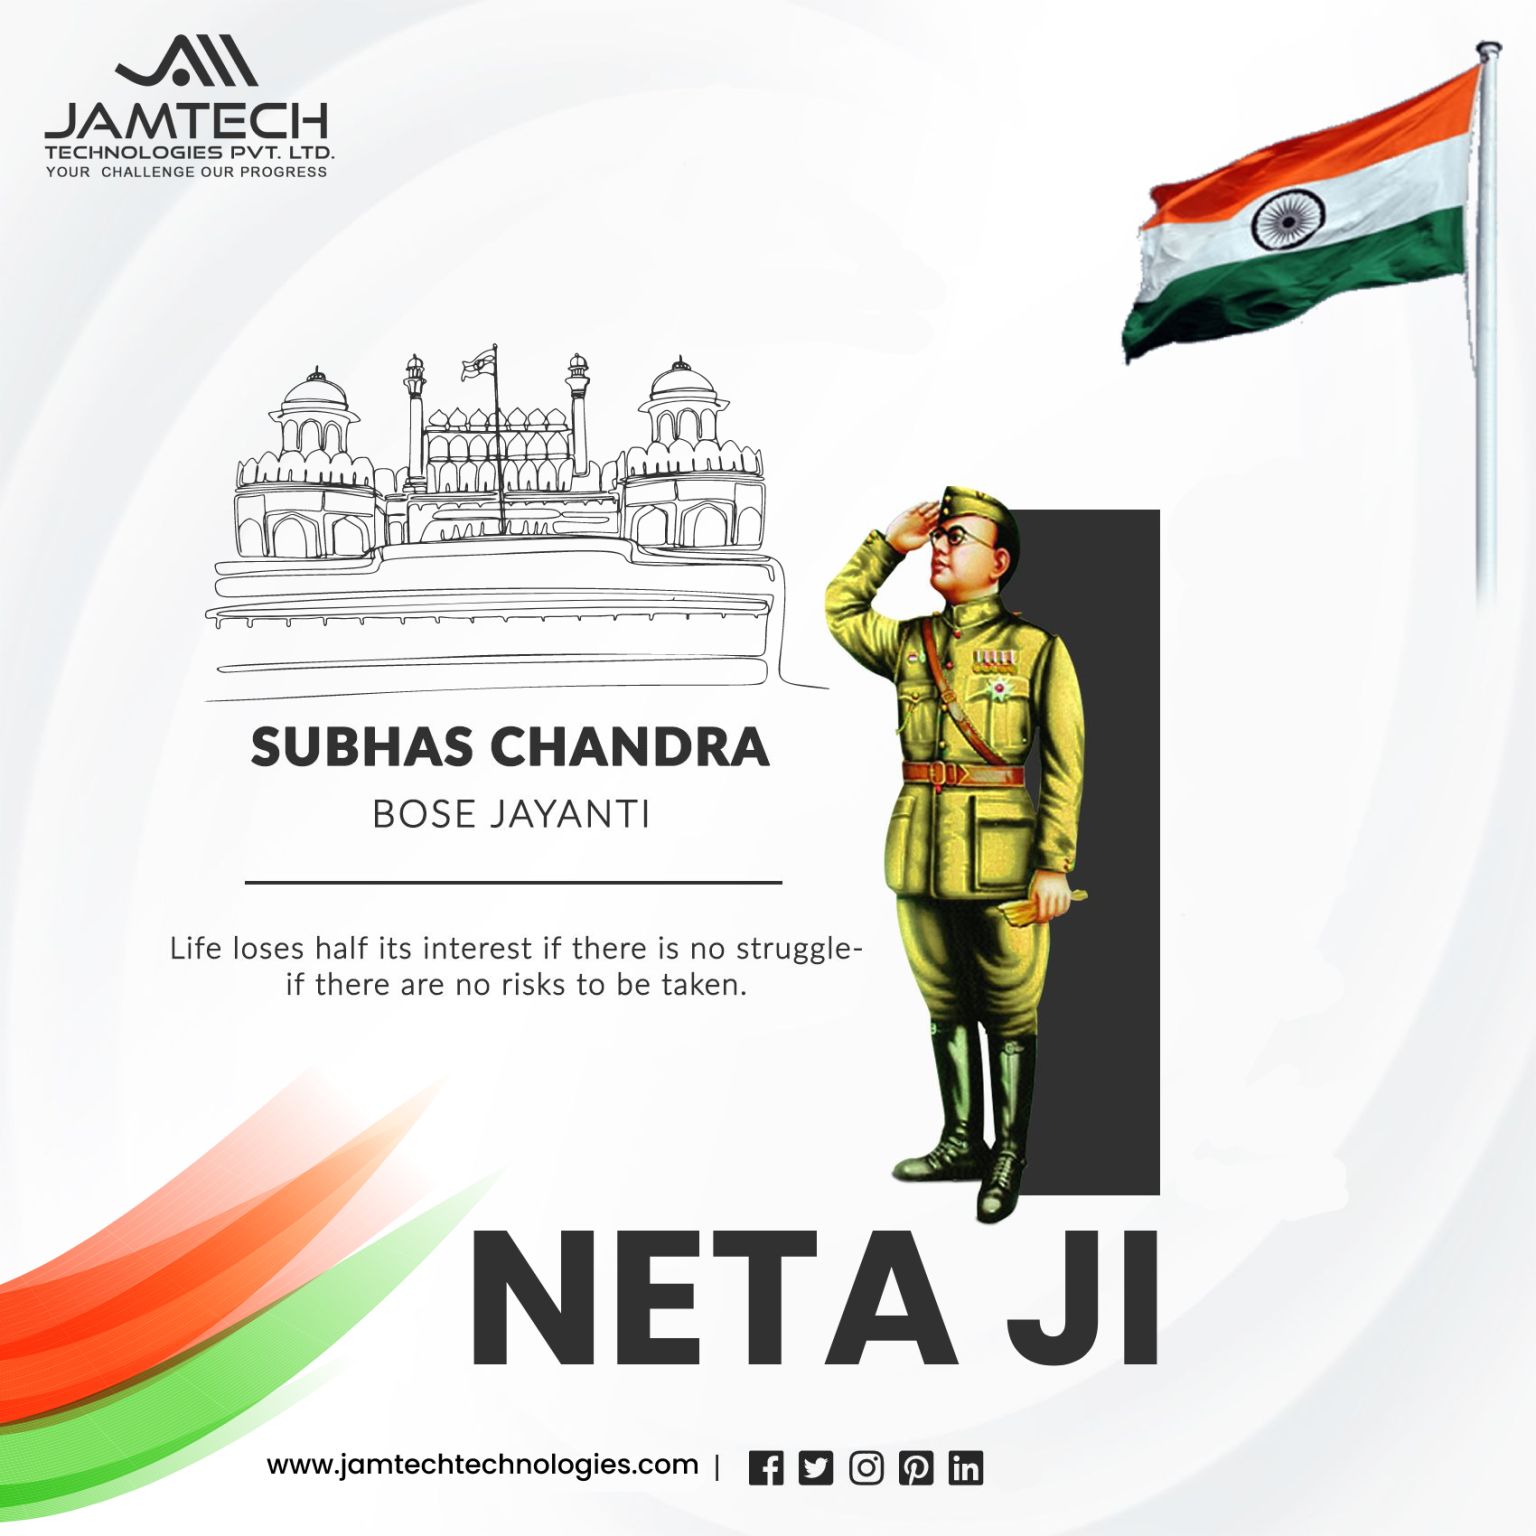 JAMTECH
TECHNOLOGIES PVT. LTD.
YOUR CHALLENGE OUR PROGRESS
SUBHAS CHANDRA
BOSE JAYANTI
Life loses half its interest if there is no struggle-
if there are no risks to be taken.
NETA JI
www.jamtechtechnologies.com |